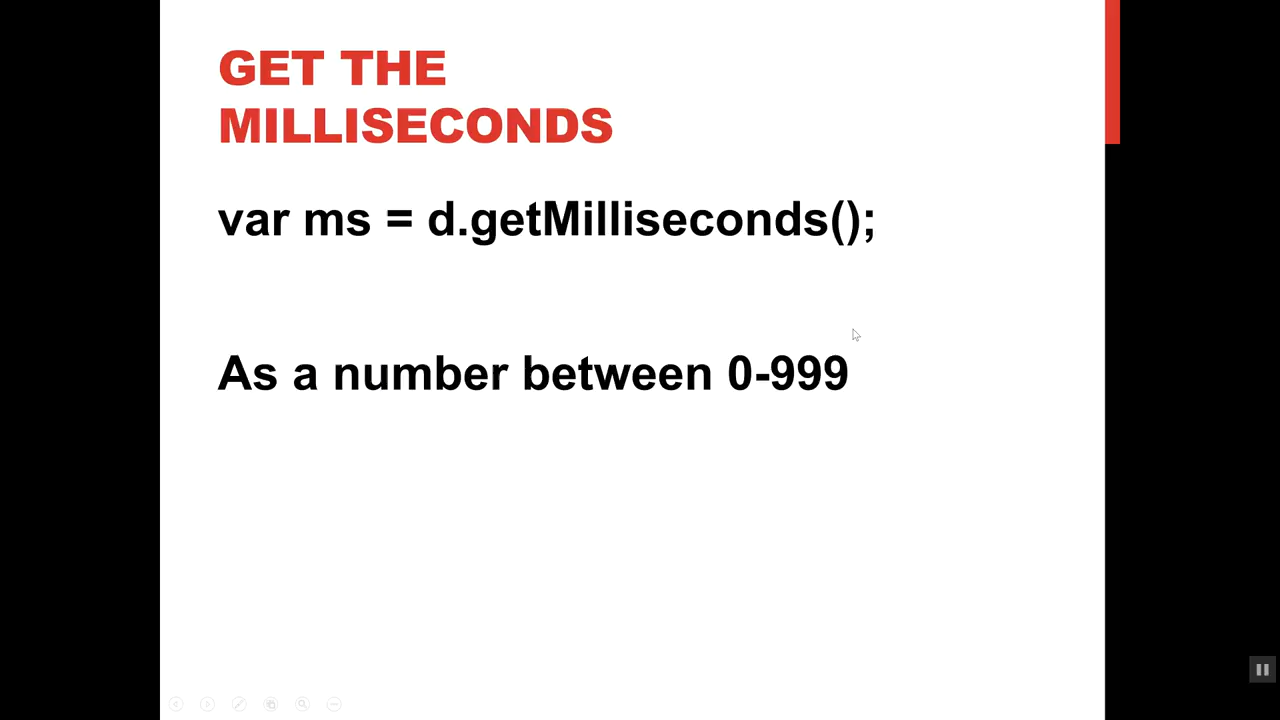 GET THE
MILLISECONDS
var ms = d.getMilliseconds();
As a number between 0-999